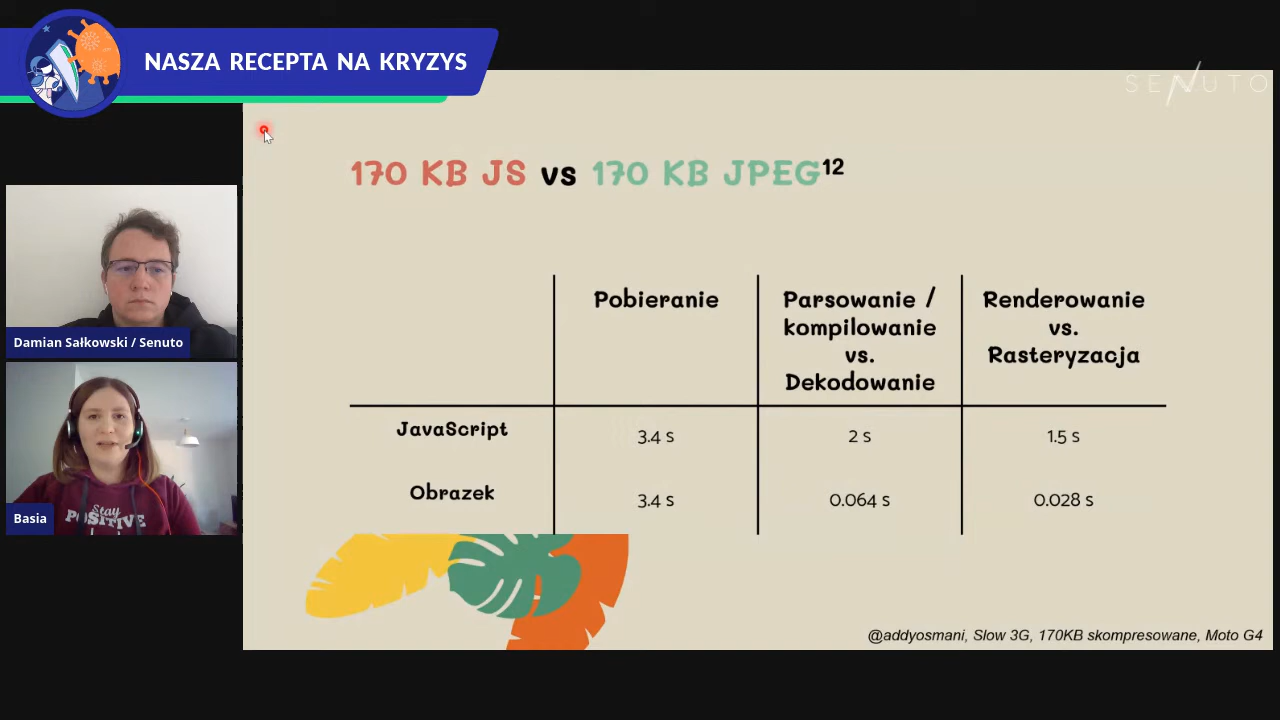 NASZA RECEPTA NA KRYZYS
SENUTO
170 KB JS vs 170 KB JPEG¹²
Pobieranie
Parsowanie /
kompilowanie
vs.
Dekodowanie
Renderowanie
vs.
Rasteryzacja
JavaScript
3.4 s
2 s
1.5 s
Obrazek
3.4 s
0.064 s
0.028 s
@addyosmani, Slow 3G, 170KB skompresowane, Moto G4
Damian Sałkowski / Senuto
Stay
POSITIVE
Basia